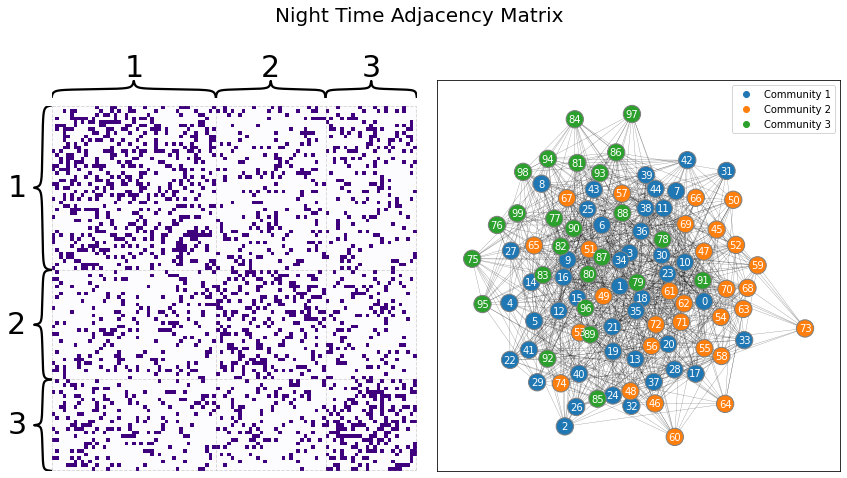 Night Time Adjacency Matrix
1 2 3
1
2
3
Community 1
Community 2
Community 3
97
84
86
94 81 42
98 93 39 31
8 43 44 7
67 57 66 50
99 25 88 38 11
76 77 90 6 36 69 45
27 65 82 51 78 47 52
75 9 87 34 3 30 10 59
14 83 16 80 23 91
1 79 61 70 68
95 4 15 49 18 62 0 63
12 96 35 54
5 53 89 21 72 71 73
41 19 56 20 55 33
22 92 13 58
29 74 40 37 28 17
85 24 48
26 32 46 64
2 60